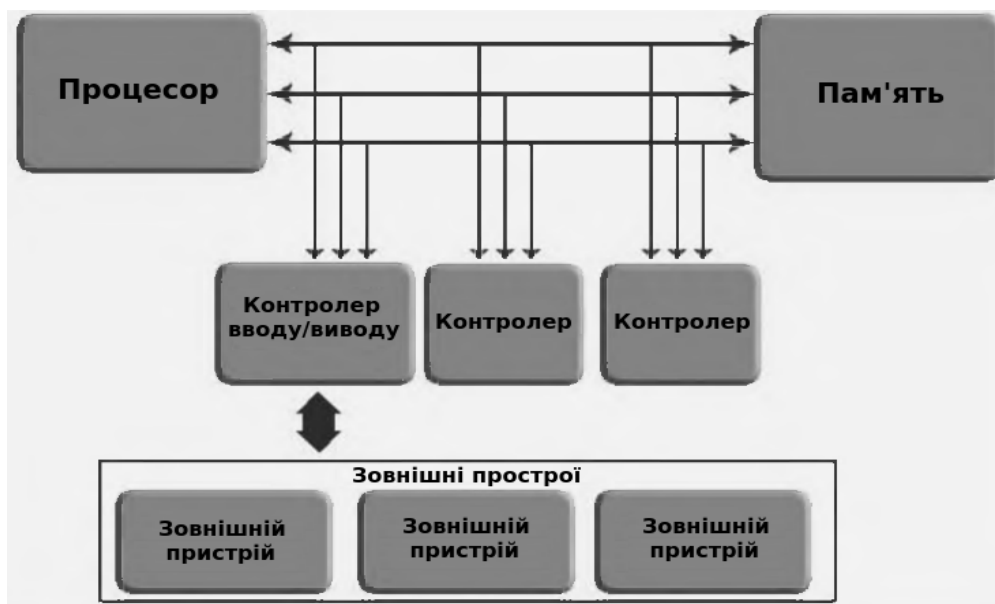 Процесор
Пам'ять
Контролер
вводу/виводу
Контролер
Контролер
Зовнішні прострої
Зовнішній
пристрій
Зовнішній
пристрій
Зовнішній
пристрій